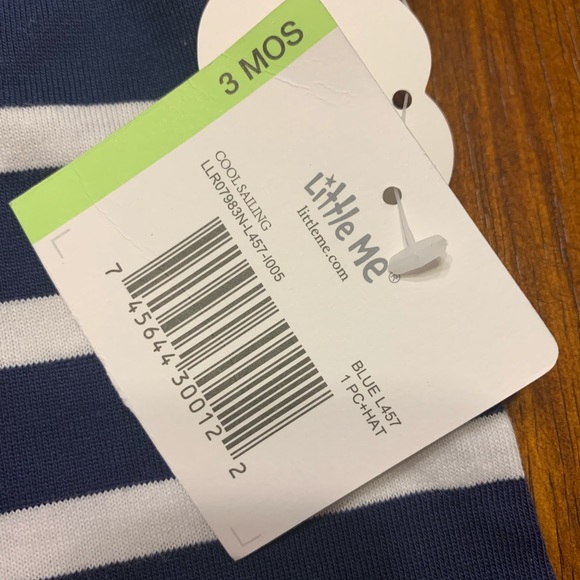 3 MOS
LittLe Me®
littleme.com
COOL SAILING
LLR07983N-L457-I005
7 45644 30012 2
BLUE L457
1 PC+HAT